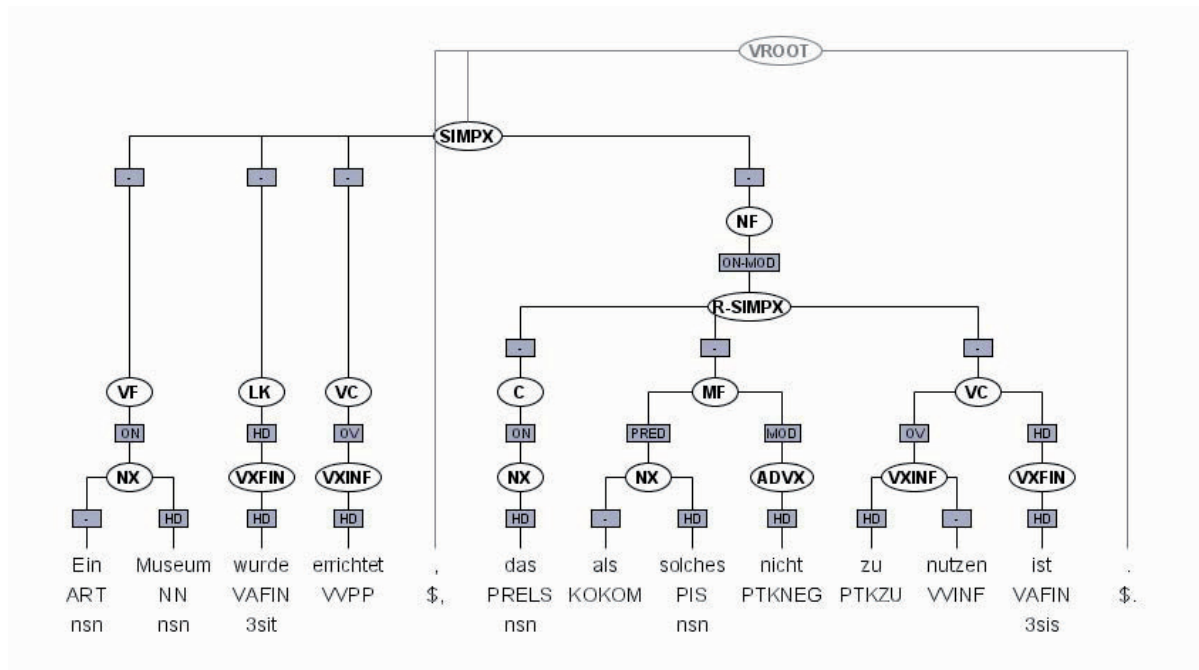 VROOT
SIMPX
- - - -
NF
ON-MOD
R-SIMPX
- - -
VF LK VC C MF VC
ON HD OV ON PRED MOD OV HD
NX VXFIN VXINF NX NX ADVX VXINF VXFIN
- HD HD HD HD - HD HD HD - HD
Ein Museum wurde errichtet , das als solches nicht zu nutzen ist .
ART NN VAFIN VVPP $, PRELS KOKOM PIS PTKNEG PTKZU VVINF VAFIN $.
nsn nsn 3sit nsn nsn 3sis